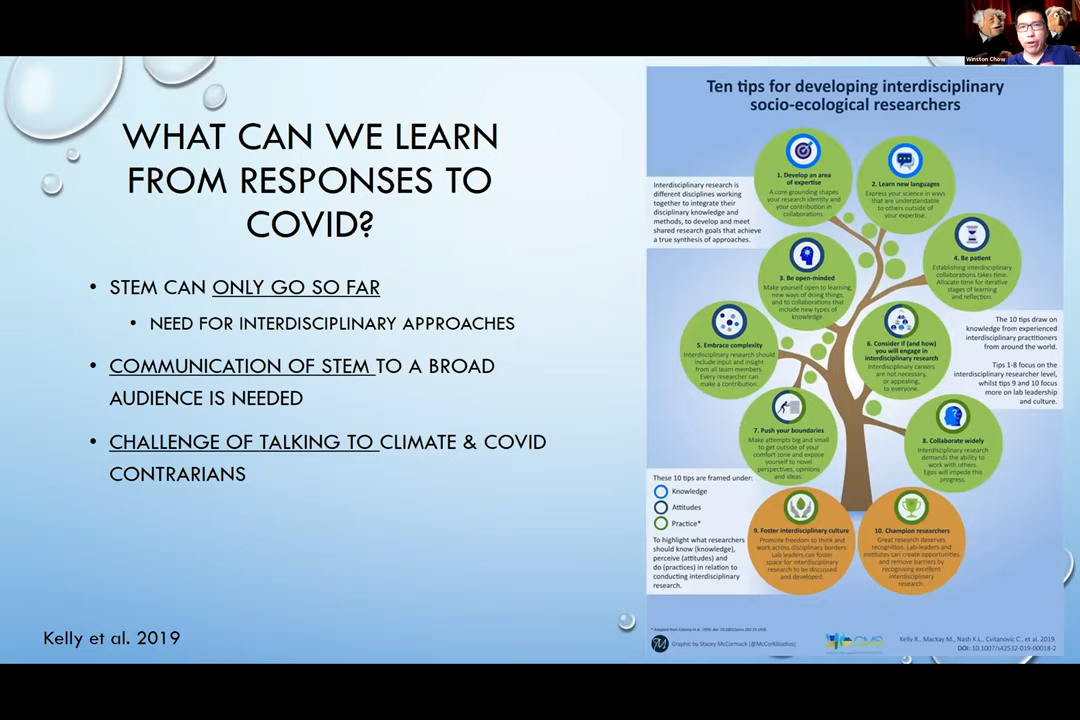 WHAT CAN WE LEARN
FROM RESPONSES TO
COVID?
• STEM CAN ONLY GO SO FAR
• NEED FOR INTERDISCIPLINARY APPROACHES
• COMMUNICATION OF STEM TO A BROAD
AUDIENCE IS NEEDED
• CHALLENGE OF TALKING TO CLIMATE & COVID
CONTRARIANS
Kelly et al. 2019
Winston Chow
Ten tips for developing interdisciplinary
socio-ecological researchers
Interdisciplinary research is
different disciplines working
together to integrate their
disciplinary knowledge and
methods, to develop and meet
shared research goals that achieve
a true synthesis of approaches.
1. Develop an area
of expertise
A core grounding shapes
your research identity and
your contribution in
collaborations.
2. Learn new languages
Express your science in ways
that are understandable
to others outside of
your expertise.
3. Be open-minded
Make yourself open to learning,
new ways of doing things,
and to collaborations that
include new types of
knowledge.
4. Be patient
Establishing interdisciplinary
collaborations takes time.
Allocate time for iterative
stages of learning
and reflection.
5. Embrace complexity
Interdisciplinary research should
include input and insight
from all team members.
Every researcher can
make a contribution.
6. Consider if (and how)
you will engage in
interdisciplinary research
Interdisciplinary careers
are not necessary,
or appealing,
to everyone.
The 10 tips draw on
knowledge from experienced
interdisciplinary practitioners
from around the world.
Tips 1-8 focus on the
interdisciplinary researcher level,
whilst tips 9 and 10 focus
more on lab leadership
and culture.
7. Push your boundaries
Make attempts big and small
to get outside of your
comfort zone and expose
yourself to novel
perspectives, opinions
and ideas.
8. Collaborate widely
Interdisciplinary research
demands the ability to
work with others.
Egos will impede this
progress.
These 10 tips are framed under:
Knowledge
Attitudes
Practice*
To highlight what researchers
should know (knowledge),
perceive (attitudes) and
do (practices) in relation to
conducting interdisciplinary
research.
9. Foster interdisciplinary culture
Promote freedom to think and
work across disciplinary borders.
Lab leaders can foster
space for interdisciplinary
research to be discussed
and developed.
10. Champion researchers
Great research deserves
recognition. Lab-leaders and
institutes can create opportunities
and remove barriers by
recognising excellent
interdisciplinary
research.
Graphic by Stacey McCormack (@McCorkStudios)
CMS
Kelly R., Mackay M., Nash K.L., Cvitanovic C., et al. 2019.
DOI: 10.1007/s42532-019-00018-2